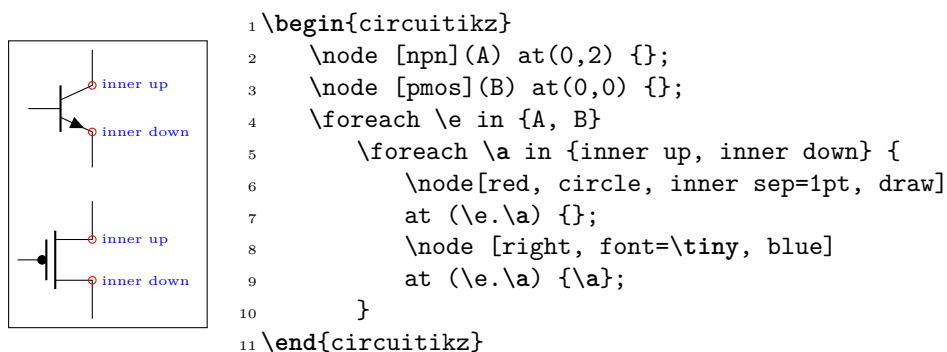 inner up
inner down
inner up
inner down
1 \begin{circuitikz}
2     \node [npn](A) at(0,2) {};
3     \node [pmos](B) at(0,0) {};
4     \foreach \e in {A, B}
5         \foreach \a in {inner up, inner down} {
6             \node[red, circle, inner sep=1pt, draw]
7             at (\e.\a) {};
8             \node [right, font=\tiny, blue]
9             at (\e.\a) {\a};
10         }
11 \end{circuitikz}